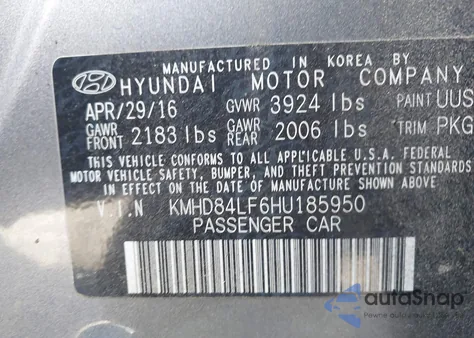 MANUFACTURED IN KOREA BY
HYUNDAI MOTOR COMPANY
APR/29/16 GVWR 3924 lbs PAINT UUS
GAWR FRONT 2183 lbs GAWR REAR 2006 lbs TRIM PKG
THIS VEHICLE CONFORMS TO ALL APPLICABLE U.S.A. FEDERAL
MOTOR VEHICLE SAFETY, BUMPER, AND THEFT PREVENTION STANDARDS
IN EFFECT ON THE DATE OF MANUFACTURE SHOWN ABOVE
V.I.N KMHD84LF6HU185950
PASSENGER CAR
autoSnap